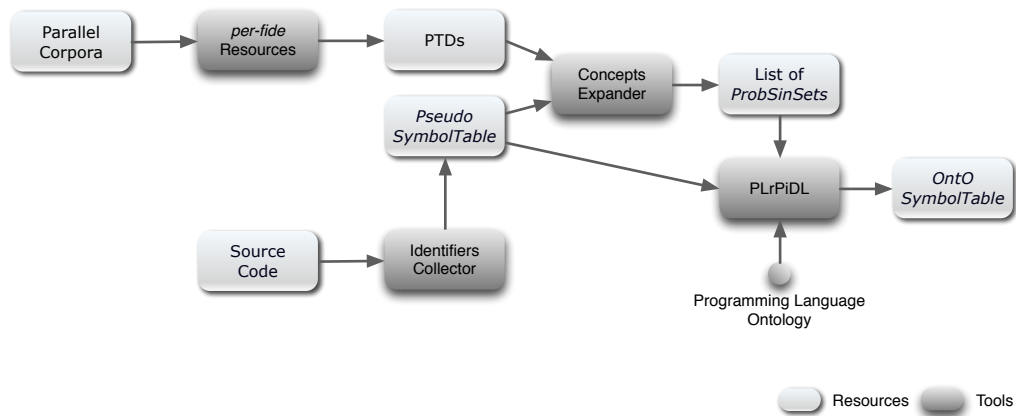 Parallel
Corpora
per-fide
Resources
PTDs
Concepts
Expander
List of
ProbSinSets
Pseudo
SymbolTable
PLrPiDL
OntO
SymbolTable
Source
Code
Identifiers
Collector
Programming Language
Ontology
Resources
Tools